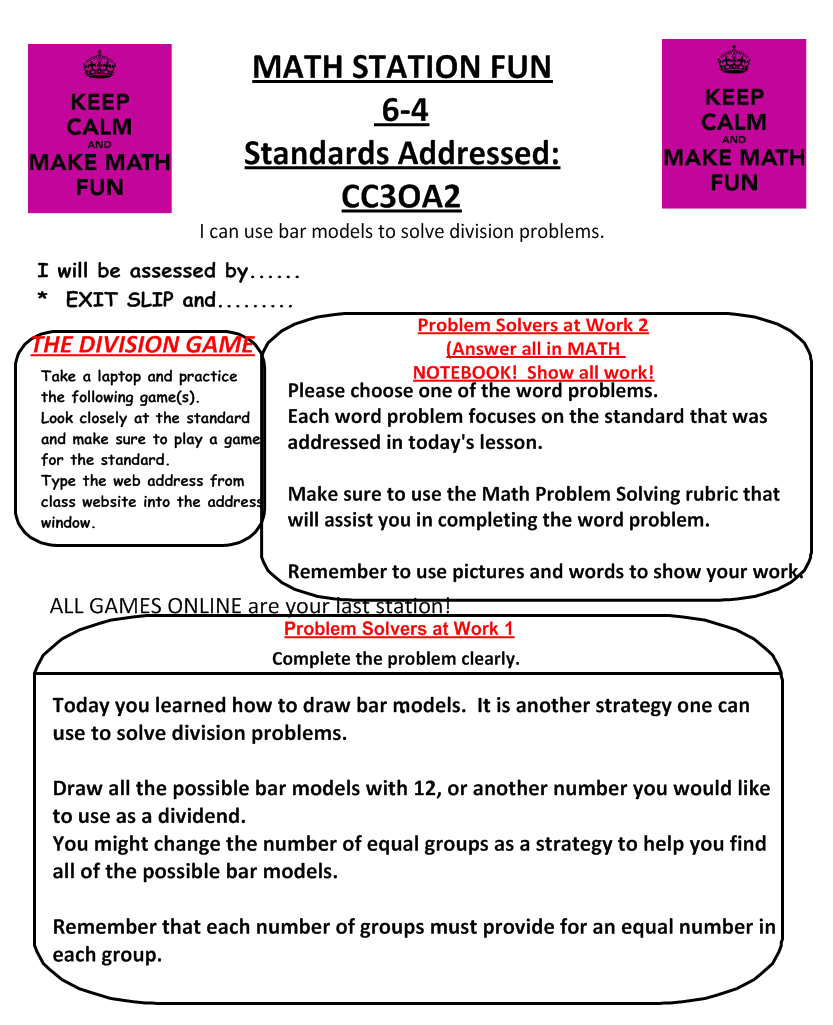 KEEP
CALM
AND
MAKE MATH
FUN
MATH STATION FUN
6-4
Standards Addressed:
CC3OA2
KEEP
CALM
AND
MAKE MATH
FUN
I can use bar models to solve division problems.
I will be assessed by......
* EXIT SLIP and.........
THE DIVISION GAME
Take a laptop and practice
the following game(s).
Look closely at the standard
and make sure to play a game
for the standard.
Type the web address from
class website into the address
window.
Problem Solvers at Work 2
(Answer all in MATH
NOTEBOOK! Show all work!
Please choose one of the word problems.
Each word problem focuses on the standard that was
addressed in today's lesson.
Make sure to use the Math Problem Solving rubric that
will assist you in completing the word problem.
Remember to use pictures and words to show your work.
ALL GAMES ONLINE are your last station!
Problem Solvers at Work 1
Complete the problem clearly.
Today you learned how to draw bar models. It is another strategy one can
use to solve division problems.
Draw all the possible bar models with 12, or another number you would like
to use as a dividend.
You might change the number of equal groups as a strategy to help you find
all of the possible bar models.
Remember that each number of groups must provide for an equal number in
each group.